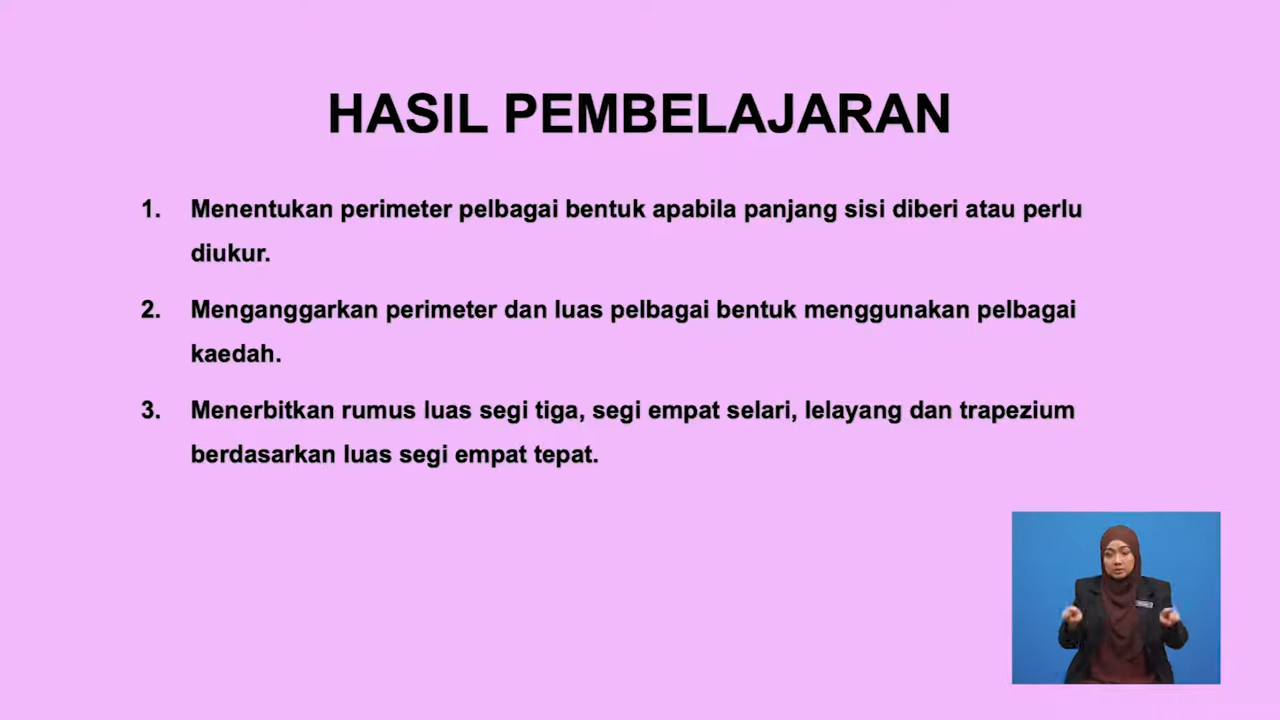 HASIL PEMBELAJARAN
1. Menentukan perimeter pelbagai bentuk apabila panjang sisi diberi atau perlu
diukur.
2. Menganggarkan perimeter dan luas pelbagai bentuk menggunakan pelbagai
kaedah.
3. Menerbitkan rumus luas segi tiga, segi empat selari, lelayang dan trapezium
berdasarkan luas segi empat tepat.